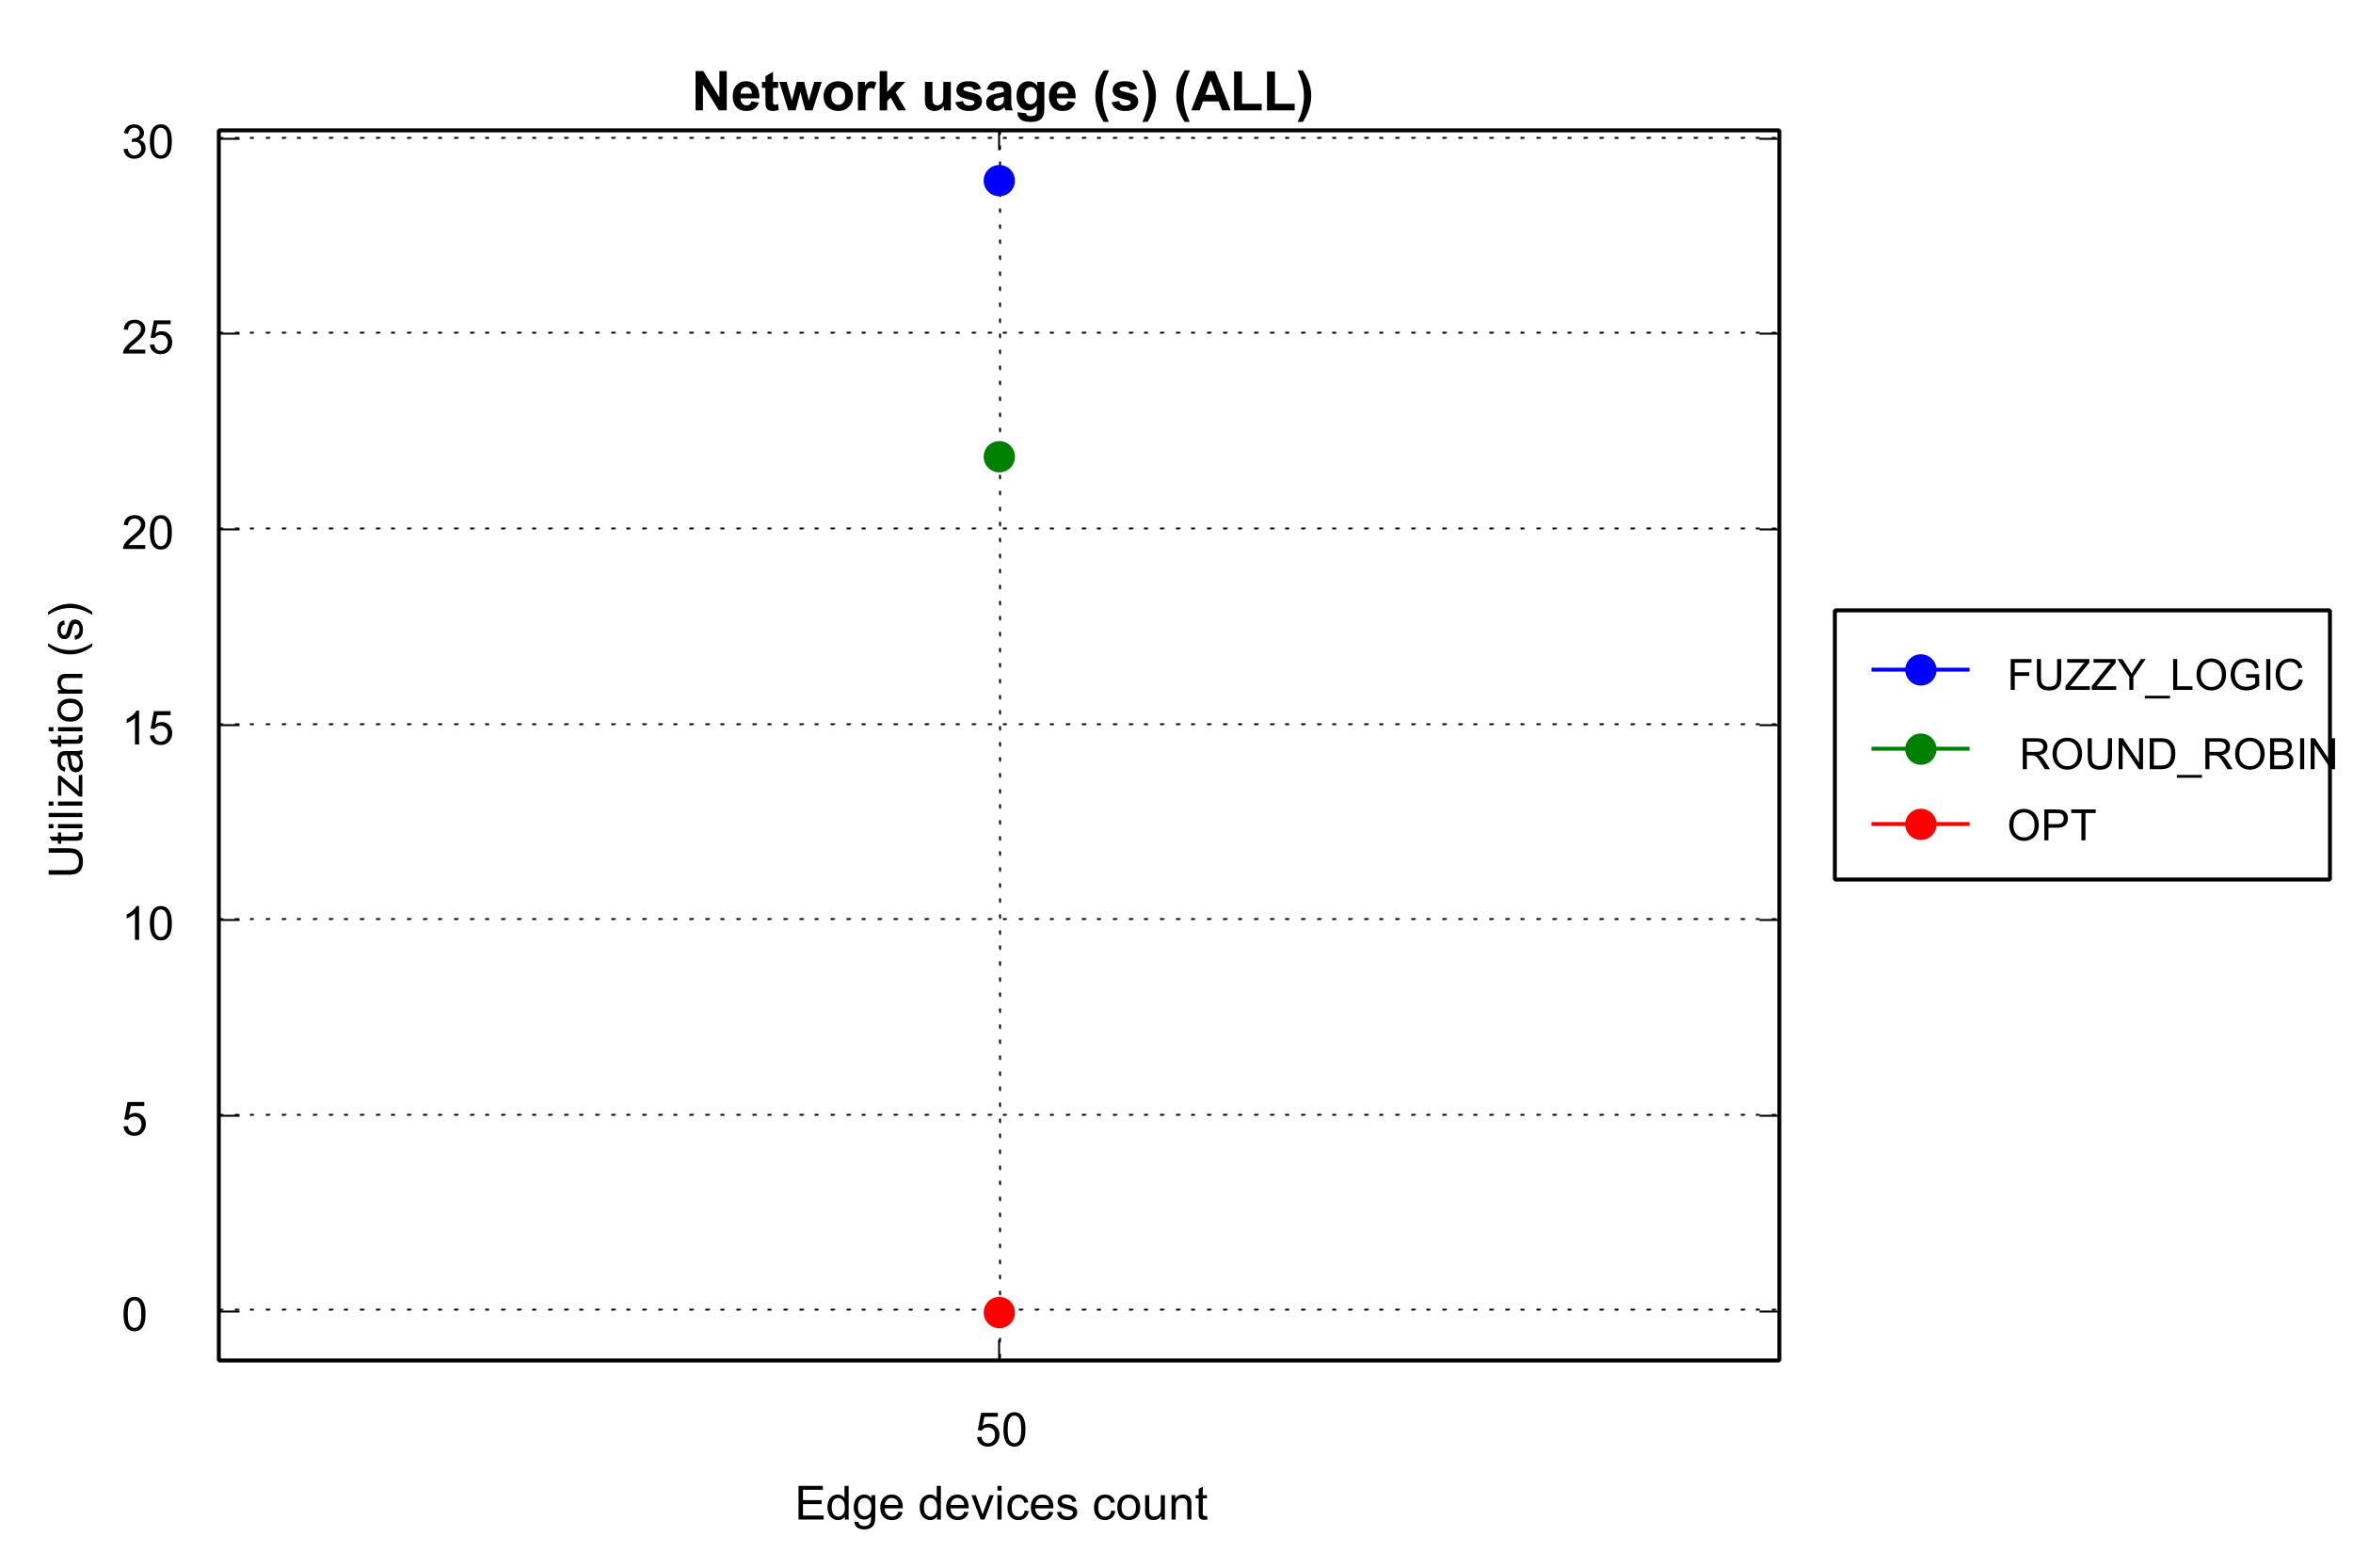 Network usage (s) (ALL)
30
25
20
15
10
5
0
Utilization (s)
50
Edge devices count
FUZZY_LOGIC
ROUND_ROBIN
OPT